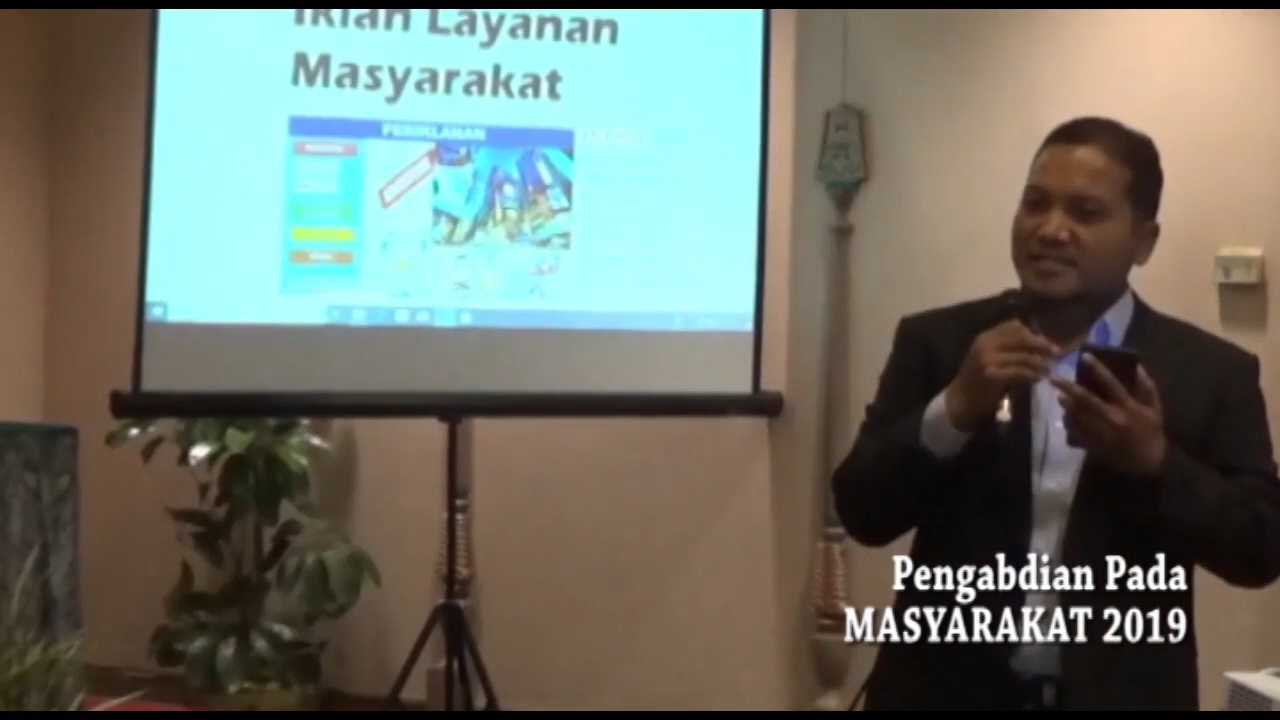 Iklan Layanan
Masyarakat
PERIKLANAN
Pengabdian Pada
MASYARAKAT 2019